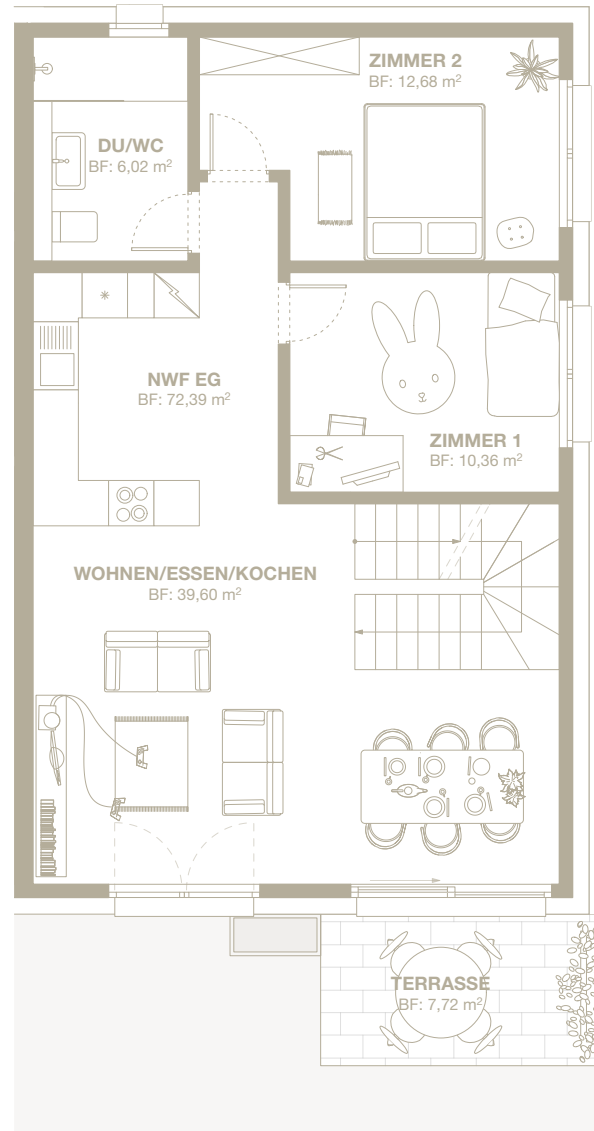 ZIMMER 2
BF: 12,68 m²
DU/WC
BF: 6,02 m²
NWF EG
BF: 72,39 m²
ZIMMER 1
BF: 10,36 m²
WOHNEN/ESSEN/KOCHEN
BF: 39,60 m²
TERRASSE
BF: 7,72 m²